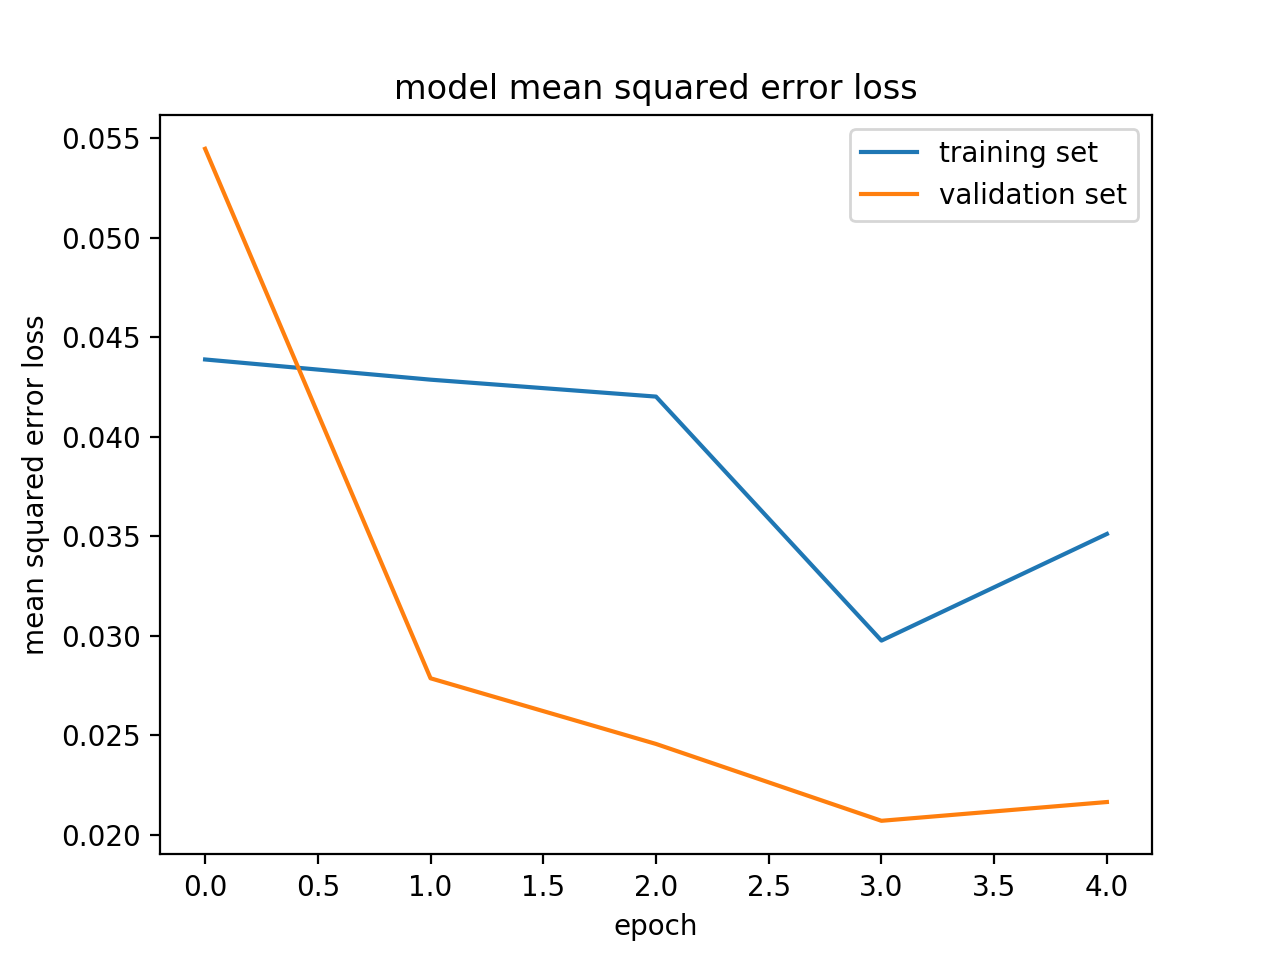 model mean squared error loss
training set
validation set
0.055
0.050
0.045
0.040
0.035
0.030
0.025
0.020
mean squared error loss
0.0 0.5 1.0 1.5 2.0 2.5 3.0 3.5 4.0
epoch